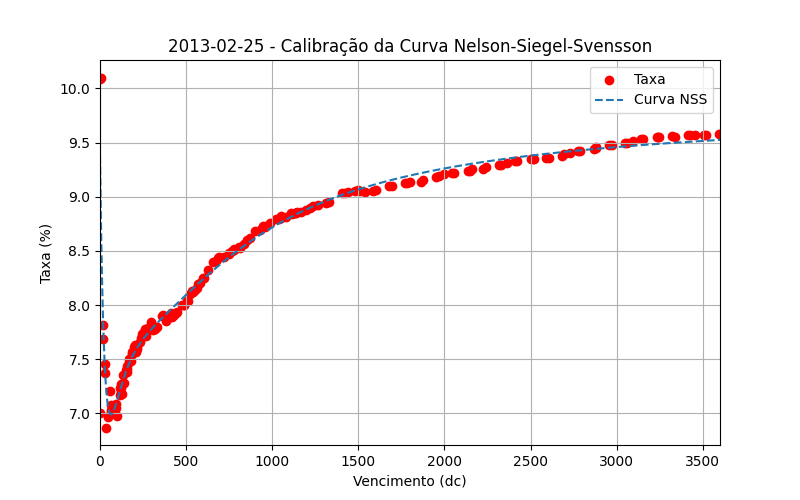 2013-02-25 - Calibração da Curva Nelson-Siegel-Svensson
Taxa
Curva NSS
Taxa (%)
10.0
9.5
9.0
8.5
8.0
7.5
7.0
0 500 1000 1500 2000 2500 3000 3500
Vencimento (dc)